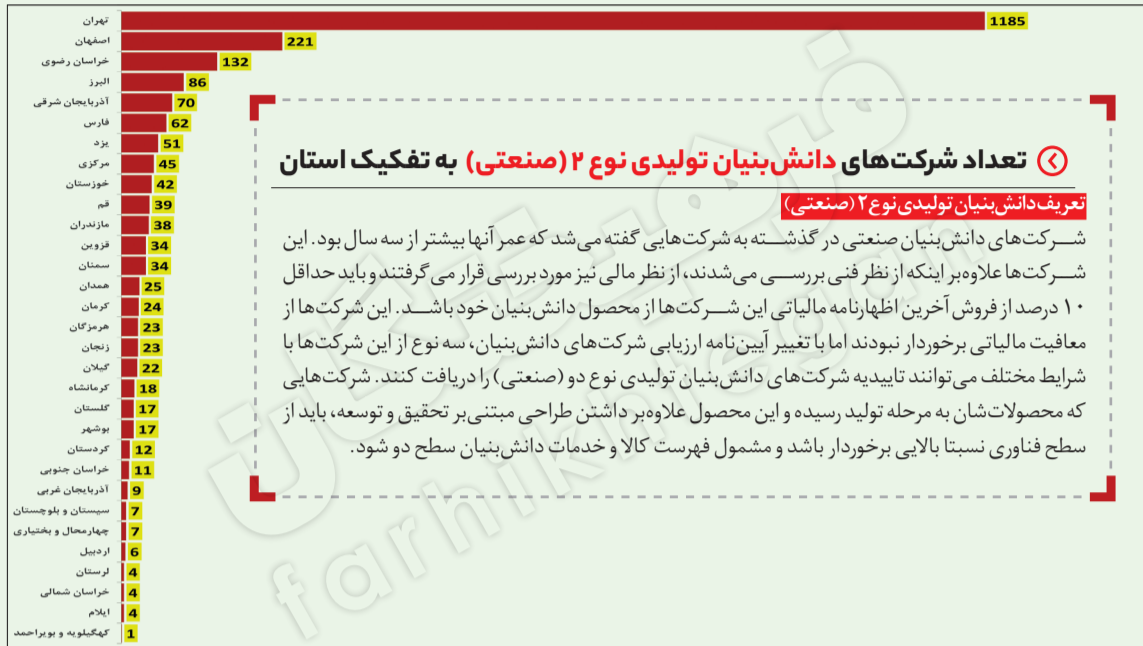 تهران 1185
اصفهان 221
خراسان رضوی 132
البرز 86
آذربایجان شرقی 70
فارس 62
یزد 51
مرکزی 45
خوزستان 42
قم 39
مازندران 38
قزوین 34
سمنان 34
همدان 25
کرمان 24
هرمزگان 23
زنجان 23
گیلان 22
کرمانشاه 18
گلستان 17
بوشهر 17
کردستان 12
خراسان جنوبی 11
آذربایجان غربی 9
سیستان و بلوچستان 7
چهارمحال و بختیاری 7
اردبیل 6
لرستان 4
خراسان شمالی 4
ایلام 4
کهگیلویه و بویراحمد 1
تعداد شرکت‌های دانش‌بنیان تولیدی نوع ۲ (صنعتی) به تفکیک استان
تعریف دانش‌بنیان تولیدی نوع ۲ (صنعتی)
شـــرکت‌های دانش‌بنیان صنعتی در گذشـــته به شرکت‌هایی گفته می‌شد که عمر آنها بیشتر از سه سال بود. این
شـــرکت‌ها علاوه‌بر اینکه از نظر فنی بررســـی می‌شدند، از نظر مالی نیز مورد بررسی قرار می‌گرفتند و باید حداقل
۱۰ درصد از فروش آخرین اظهارنامه مالیاتی این شـــرکت‌ها از محصول دانش‌بنیان خود باشـــد. این شرکت‌ها از
معافیت مالیاتی برخوردار نبودند اما با تغییر آیین‌نامه ارزیابی شرکت‌های دانش‌بنیان، سه نوع از این شرکت‌ها با
شرایط مختلف می‌توانند تاییدیه شرکت‌های دانش‌بنیان تولیدی نوع دو (صنعتی) را دریافت کنند. شرکت‌هایی
که محصولات‌شان به مرحله تولید رسیده و این محصول علاوه‌بر داشتن طراحی مبتنی‌بر تحقیق و توسعه، باید از
سطح فناوری نسبتا بالایی برخوردار باشد و مشمول فهرست کالا و خدمات دانش‌بنیان سطح دو شود.
فرهیختگان
farhikhtegan